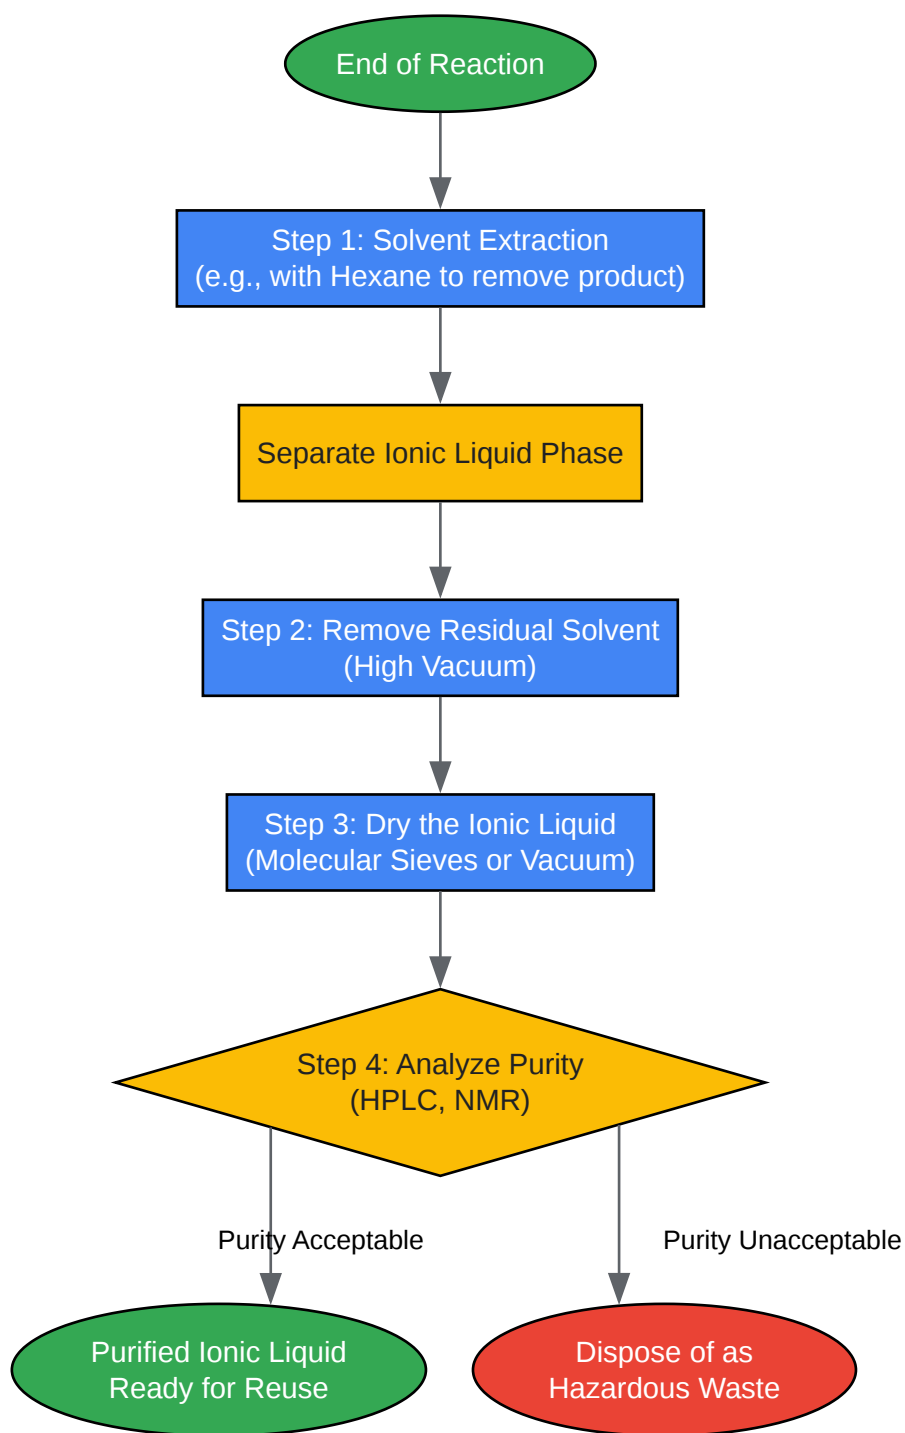 End of Reaction
Step 1: Solvent Extraction
(e.g., with Hexane to remove product)
Separate Ionic Liquid Phase
Step 2: Remove Residual Solvent
(High Vacuum)
Step 3: Dry the Ionic Liquid
(Molecular Sieves or Vacuum)
Step 4: Analyze Purity
(HPLC, NMR)
Purity Acceptable
Purity Unacceptable
Purified Ionic Liquid
Ready for Reuse
Dispose of as
Hazardous Waste